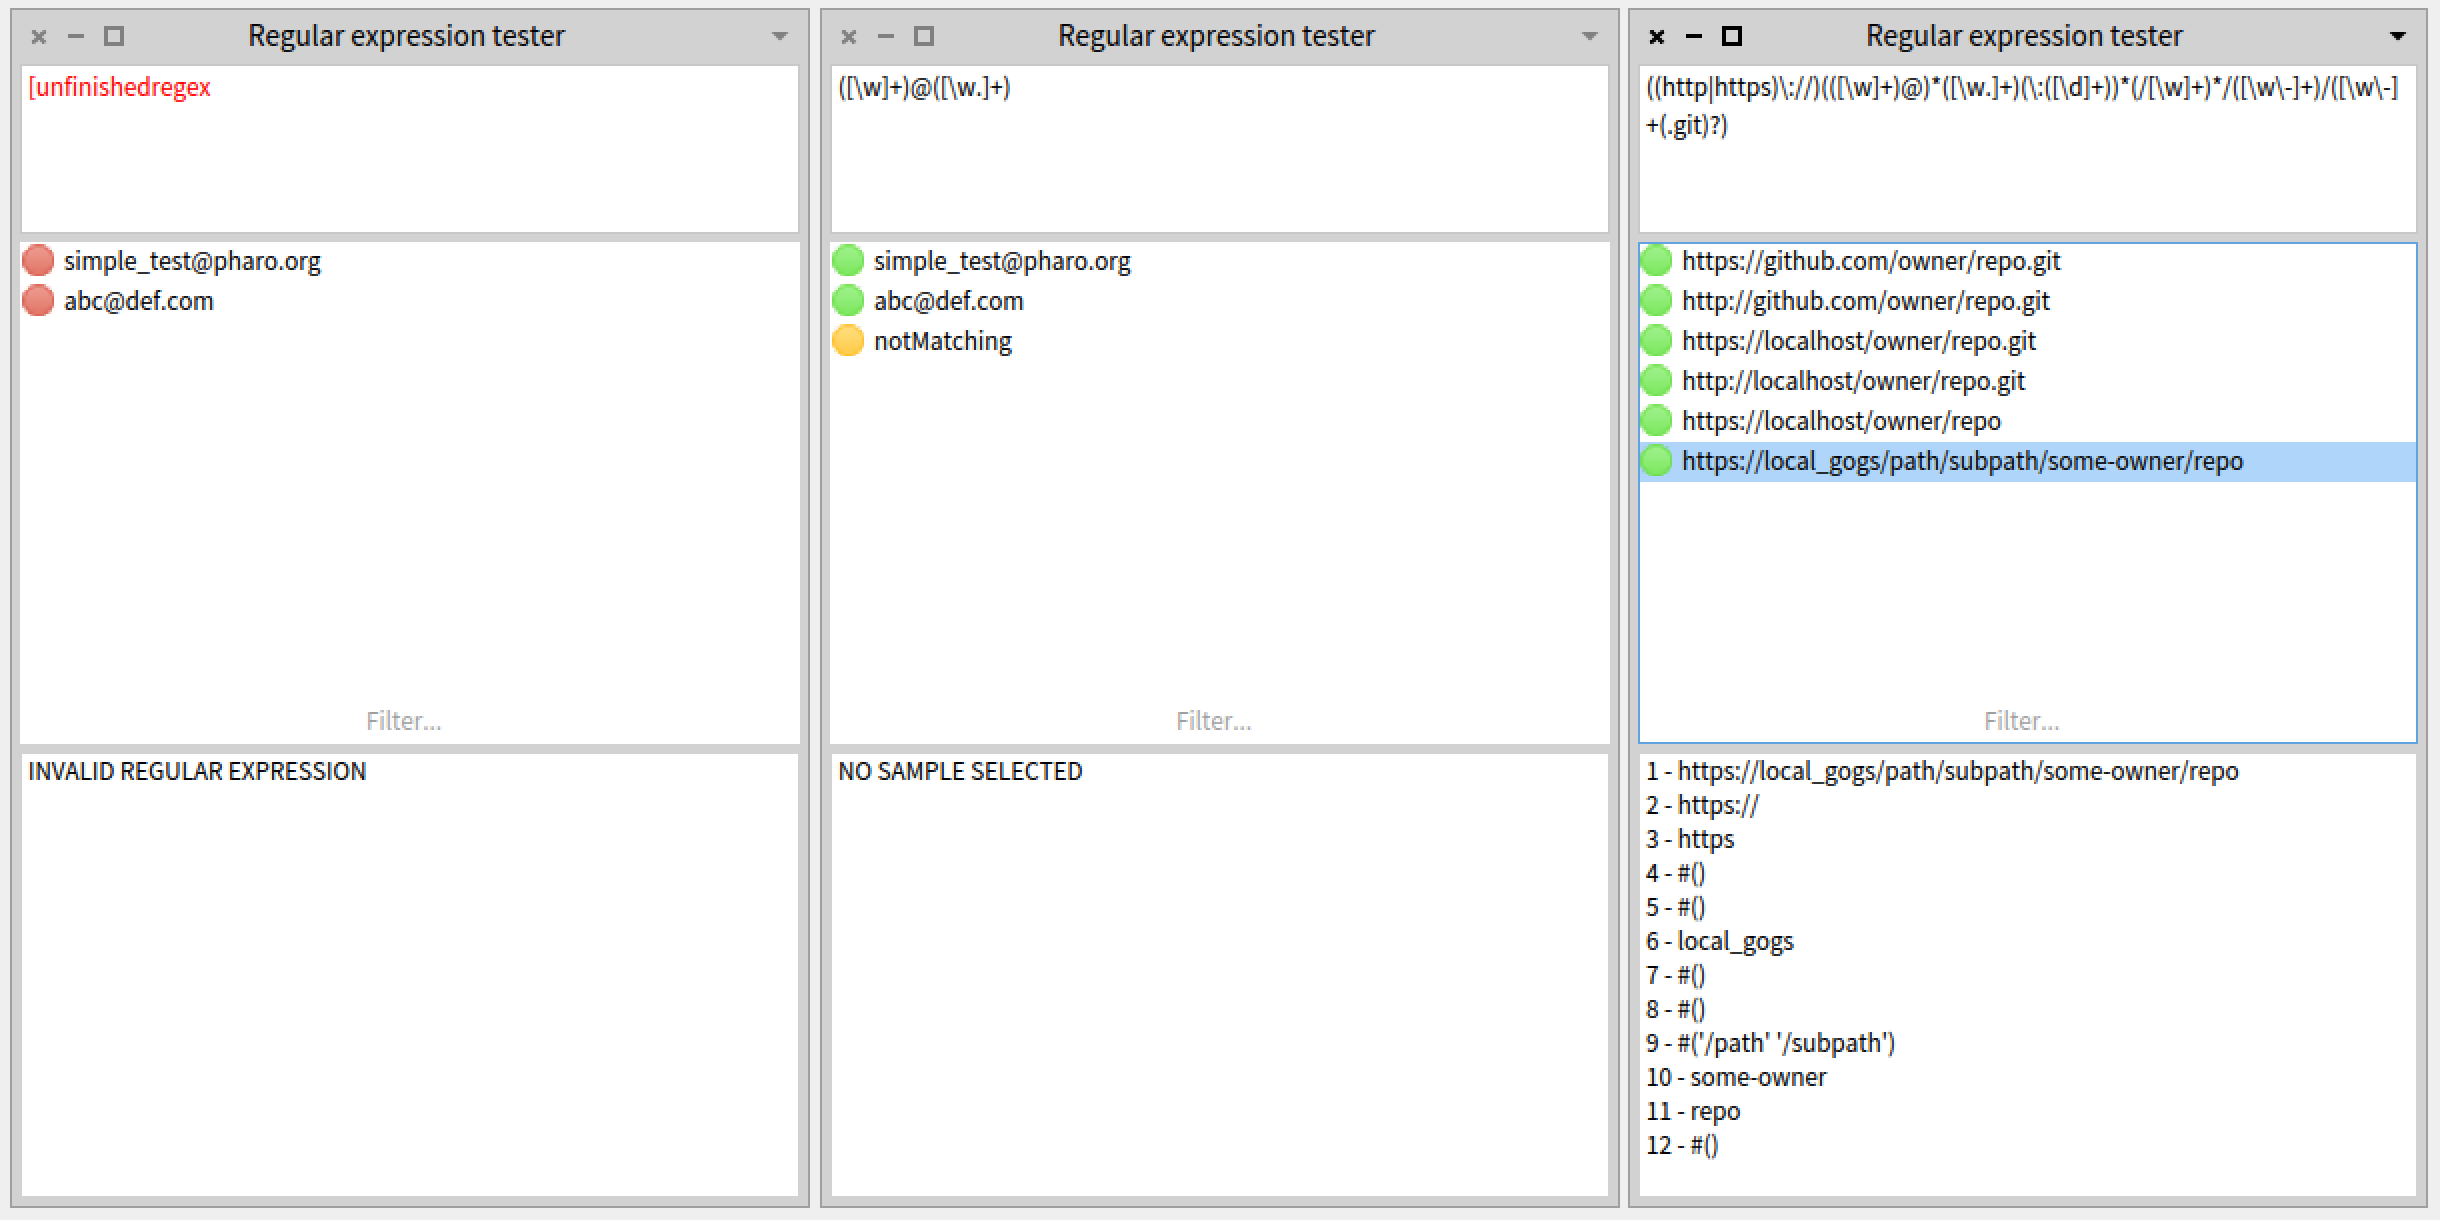 Regular expression tester
[unfinishedregex
simple_test@pharo.org
abc@def.com
Filter...
INVALID REGULAR EXPRESSION
Regular expression tester
([\w]+)@([\w.]+)
simple_test@pharo.org
abc@def.com
notMatching
Filter...
NO SAMPLE SELECTED
Regular expression tester
((http|https)\://)(([\w]+)@)*([\w.]+)(\:([\d]+))*(/[\w]+)*/([\w\-]+)/([\w\-]
+(.git)?)
https://github.com/owner/repo.git
http://github.com/owner/repo.git
https://localhost/owner/repo.git
http://localhost/owner/repo.git
https://localhost/owner/repo
https://local_gogs/path/subpath/some-owner/repo
Filter...
1 - https://local_gogs/path/subpath/some-owner/repo
2 - https://
3 - https
4 - #()
5 - #()
6 - local_gogs
7 - #()
8 - #()
9 - #('/path' '/subpath')
10 - some-owner
11 - repo
12 - #()